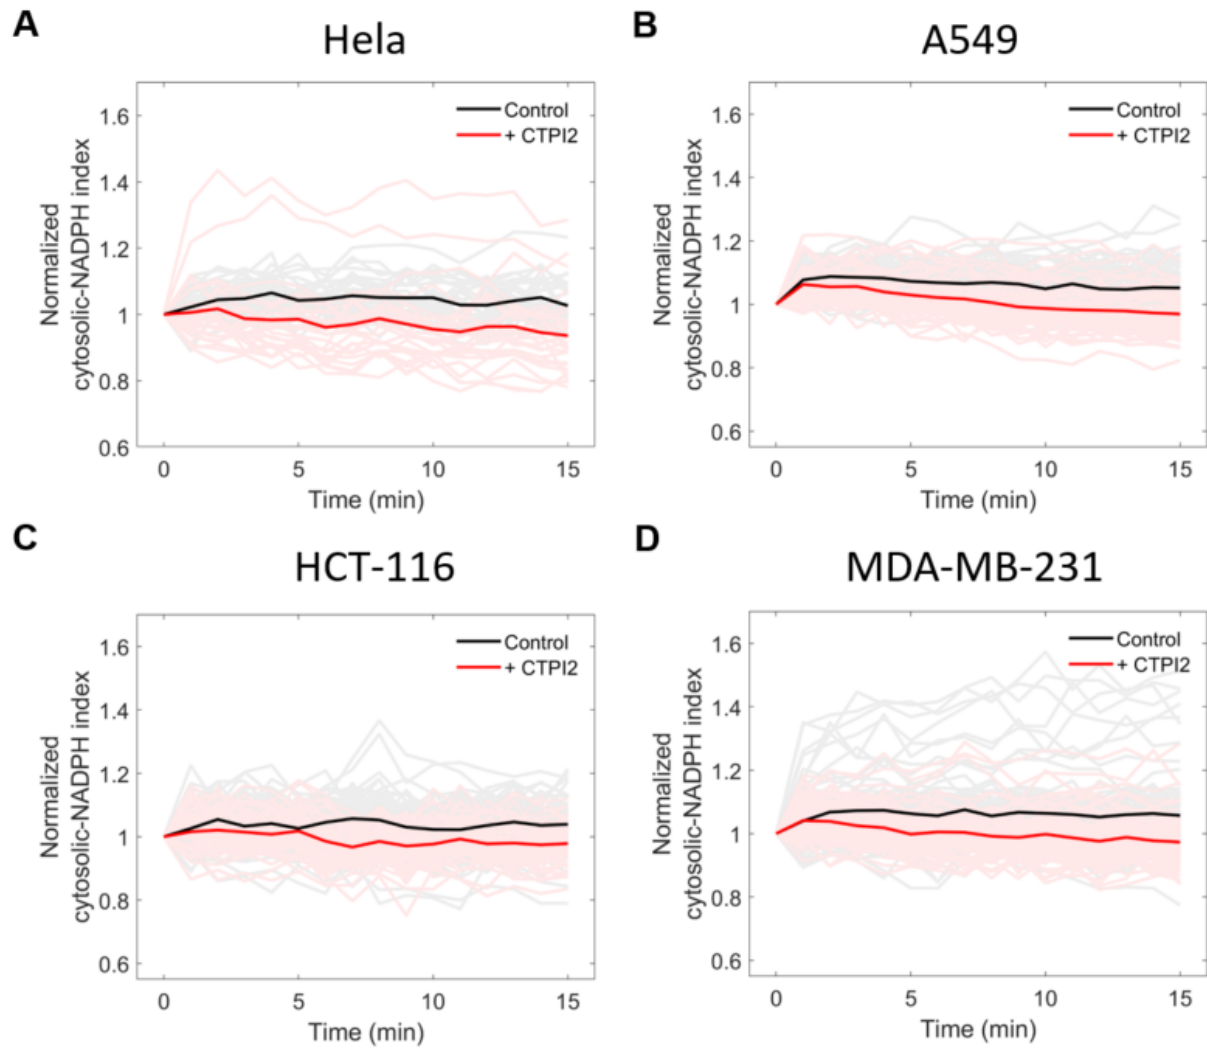 A
Hela
Normalized
cytosolic-NADPH index
1.6
1.4
1.2
1
0.8
0.6
Control
+ CTPI2
0 5 10 15
Time (min)
B
A549
Normalized
cytosolic-NADPH index
1.6
1.4
1.2
1
0.8
0.6
Control
+ CTPI2
0 5 10 15
Time (min)
C
HCT-116
Normalized
cytosolic-NADPH index
1.6
1.4
1.2
1
0.8
0.6
Control
+ CTPI2
0 5 10 15
Time (min)
D
MDA-MB-231
Normalized
cytosolic-NADPH index
1.6
1.4
1.2
1
0.8
0.6
Control
+ CTPI2
0 5 10 15
Time (min)